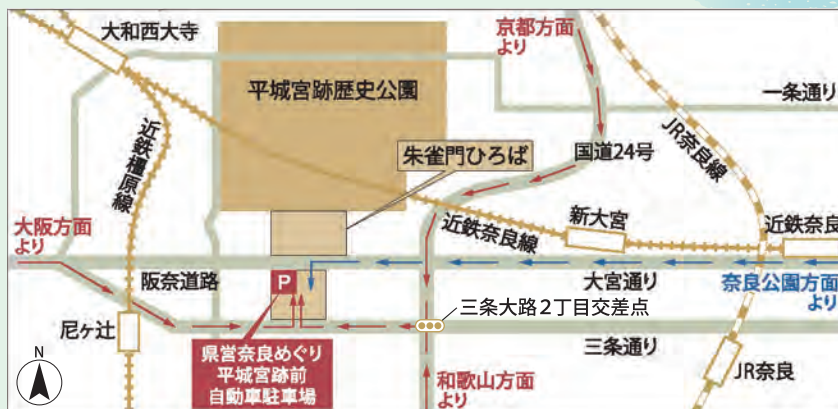 大和西大寺
京都方面
より
平城宮跡歴史公園
一条通り
近鉄橿原線
JR奈良線
朱雀門ひろば
国道24号
大阪方面
より
近鉄奈良線
新大宮
近鉄奈良
阪奈道路
P
大宮通り
奈良公園方面
より
三条大路2丁目交差点
尼ヶ辻
三条通り
県営奈良めぐり
平城宮跡前
自動車駐車場
N
和歌山方面
より
JR奈良